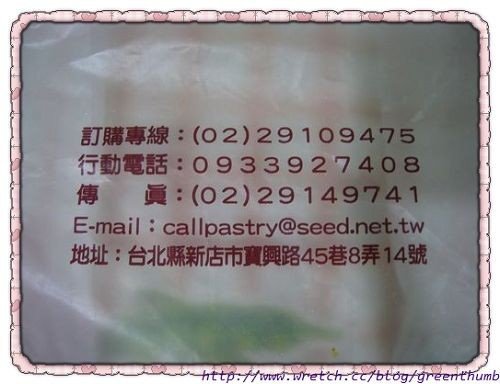 訂購專線：(02)29109475
行動電話：0933927408
傳　眞：(02)29149741
E-mail：callpastry@seed.net.tw
地址：台北縣新店市寶興路45巷8弄14號
http://www.wretch.cc/blog/greenthumb